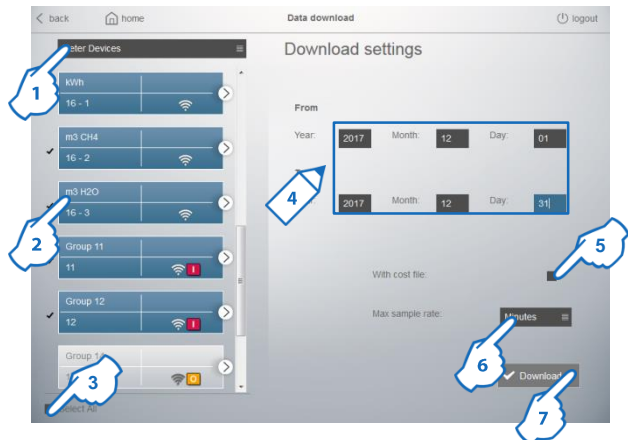 back home Data download logout
eter Devices
Download settings
kWh
16 - 1
1
From
m3 CH4
16 - 2
Year: 2017 Month: 12 Day: 01
m3 H2O
16 - 3
4
2017 Month: 12 Day: 31
2
Group 11
11 I
5
With cost file:
Group 12
12 I
Max sample rate: Minutes
Group 14
O
6
3
Download
Select All
7